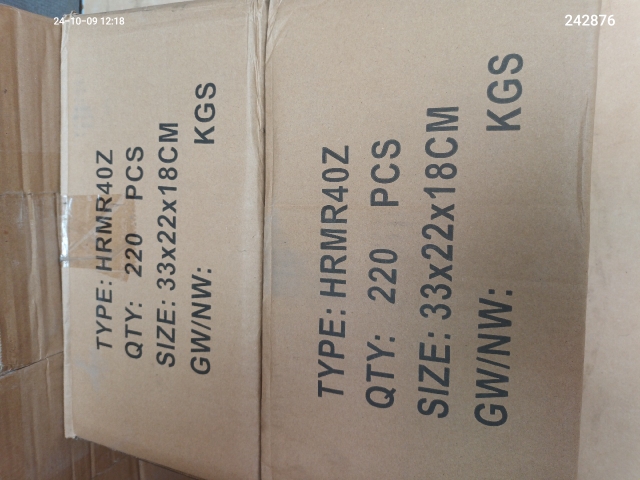 24-10-09 12:18
242876
TYPE: HRMR40Z
QTY: 220 PCS
SIZE: 33x22x18CM
GW/NW: KGS
TYPE: HRMR40Z
QTY: 220 PCS
SIZE: 33x22x18CM
GW/NW: KGS